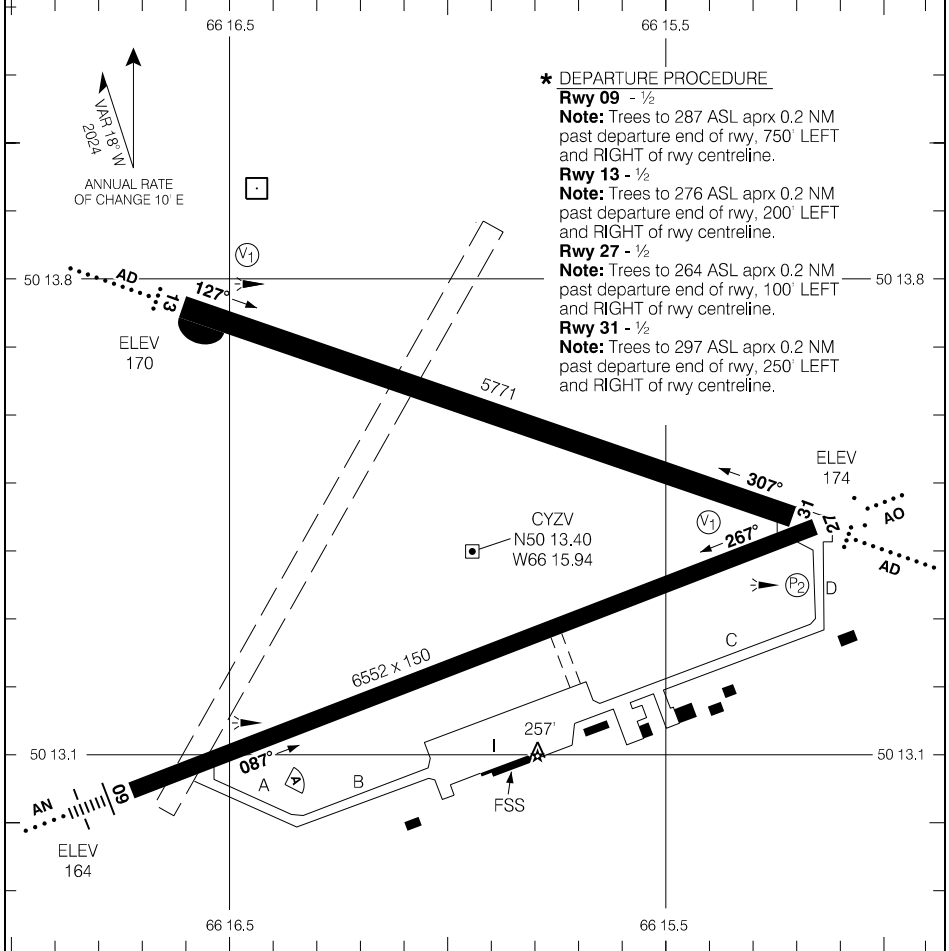 66 16.5
66 15.5
VAR 18° W
2024
ANNUAL RATE
OF CHANGE 10' E
* DEPARTURE PROCEDURE
Rwy 09 - ½
Note: Trees to 287 ASL aprx 0.2 NM
past departure end of rwy, 750' LEFT
and RIGHT of rwy centreline.
Rwy 13 - ½
Note: Trees to 276 ASL aprx 0.2 NM
past departure end of rwy, 200' LEFT
and RIGHT of rwy centreline.
Rwy 27 - ½
Note: Trees to 264 ASL aprx 0.2 NM
past departure end of rwy, 100' LEFT
and RIGHT of rwy centreline.
Rwy 31 - ½
Note: Trees to 297 ASL aprx 0.2 NM
past departure end of rwy, 250' LEFT
and RIGHT of rwy centreline.
V1
50 13.8
AD
13
127°
50 13.8
ELEV
170
5771
ELEV
174
307°
31
27
AO
AD
V1
267°
CYZV
N50 13.40
W66 15.94
P2
D
C
6552 x 150
257'
I
50 13.1
087°
50 13.1
A
A
B
FSS
09
AN
ELEV
164
66 16.5
66 15.5